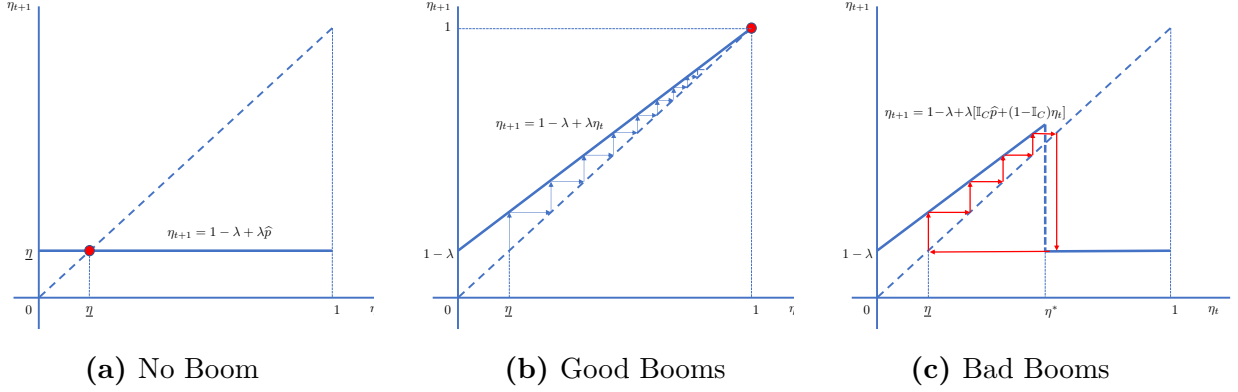 η_{t+1}
η_{t+1} = 1 − λ + λp̂
η̲
0
η̲
1
(a) No Boom
η_{t+1}
1
η_{t+1} = 1 − λ + λη_t
1 − λ
0
η̲
1
(b) Good Booms
η_{t+1}
η_{t+1} = 1−λ+λ[𝕀_C p̂+(1−𝕀_C)η_t]
1 − λ
0
η̲
η*
1
η_t
(c) Bad Booms